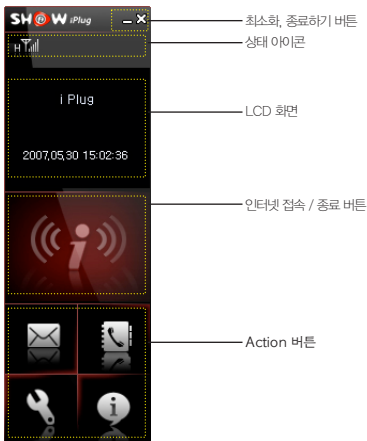 SHOW iPlug
최소화, 종료하기 버튼
H
상태 아이콘
i Plug
LCD 화면
2007,05,30 15:02:36
인터넷 접속 / 종료 버튼
i
Action 버튼
i